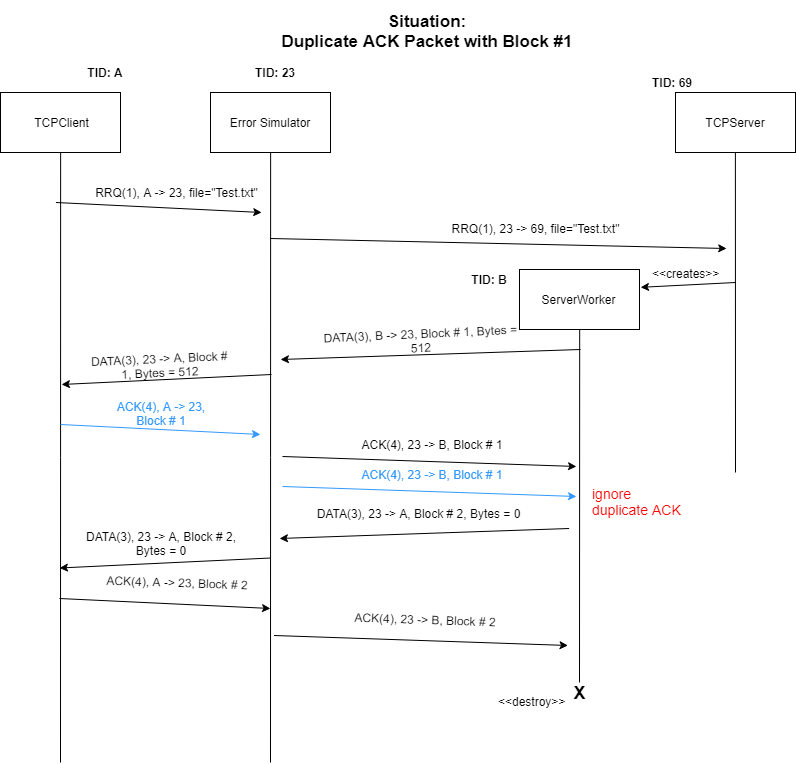 Situation:
Duplicate ACK Packet with Block #1
TID: A
TID: 23
TID: 69
TCPClient
Error Simulator
TCPServer
RRQ(1), A -> 23, file="Test.txt"
RRQ(1), 23 -> 69, file="Test.txt"
<<creates>>
TID: B
ServerWorker
DATA(3), B -> 23, Block # 1, Bytes =
512
DATA(3), 23 -> A, Block #
1, Bytes = 512
ACK(4), A -> 23,
Block # 1
ACK(4), 23 -> B, Block # 1
ACK(4), 23 -> B, Block # 1
ignore
duplicate ACK
DATA(3), 23 -> A, Block # 2, Bytes = 0
DATA(3), 23 -> A, Block # 2,
Bytes = 0
ACK(4), A -> 23, Block # 2
ACK(4), 23 -> B, Block # 2
X
<<destroy>>